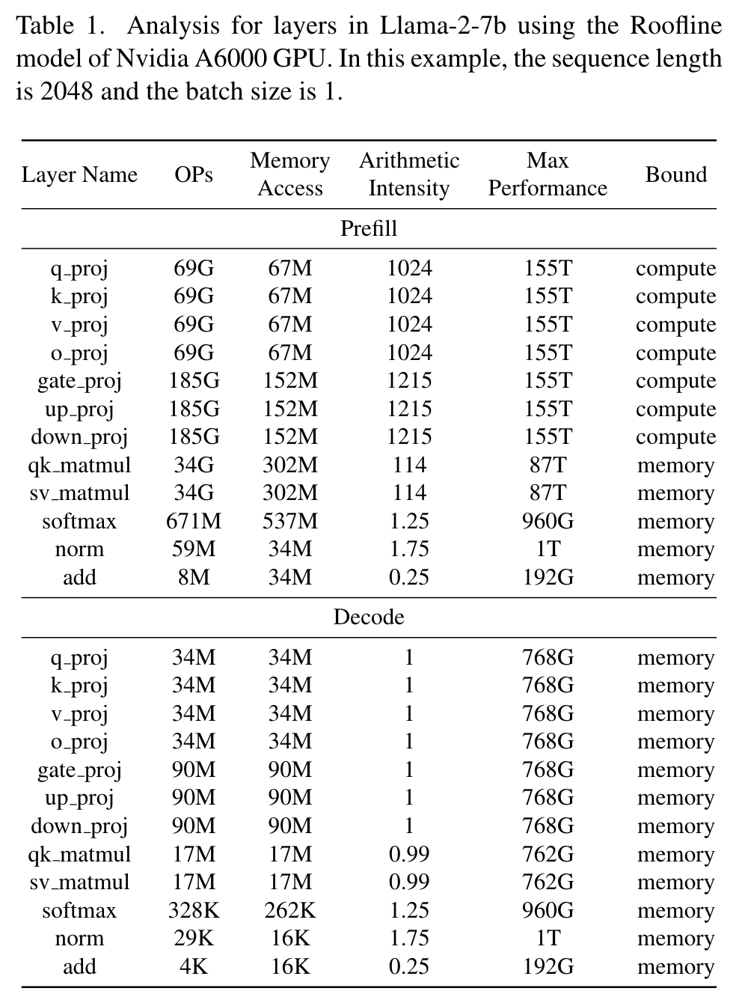 Table 1. Analysis for layers in Llama-2-7b using the Roofline
model of Nvidia A6000 GPU. In this example, the sequence length
is 2048 and the batch size is 1.
Layer Name OPs Memory Access Arithmetic Intensity Max Performance Bound
Prefill
q_proj 69G 67M 1024 155T compute
k_proj 69G 67M 1024 155T compute
v_proj 69G 67M 1024 155T compute
o_proj 69G 67M 1024 155T compute
gate_proj 185G 152M 1215 155T compute
up_proj 185G 152M 1215 155T compute
down_proj 185G 152M 1215 155T compute
qk_matmul 34G 302M 114 87T memory
sv_matmul 34G 302M 114 87T memory
softmax 671M 537M 1.25 960G memory
norm 59M 34M 1.75 1T memory
add 8M 34M 0.25 192G memory
Decode
q_proj 34M 34M 1 768G memory
k_proj 34M 34M 1 768G memory
v_proj 34M 34M 1 768G memory
o_proj 34M 34M 1 768G memory
gate_proj 90M 90M 1 768G memory
up_proj 90M 90M 1 768G memory
down_proj 90M 90M 1 768G memory
qk_matmul 17M 17M 0.99 762G memory
sv_matmul 17M 17M 0.99 762G memory
softmax 328K 262K 1.25 960G memory
norm 29K 16K 1.75 1T memory
add 4K 16K 0.25 192G memory